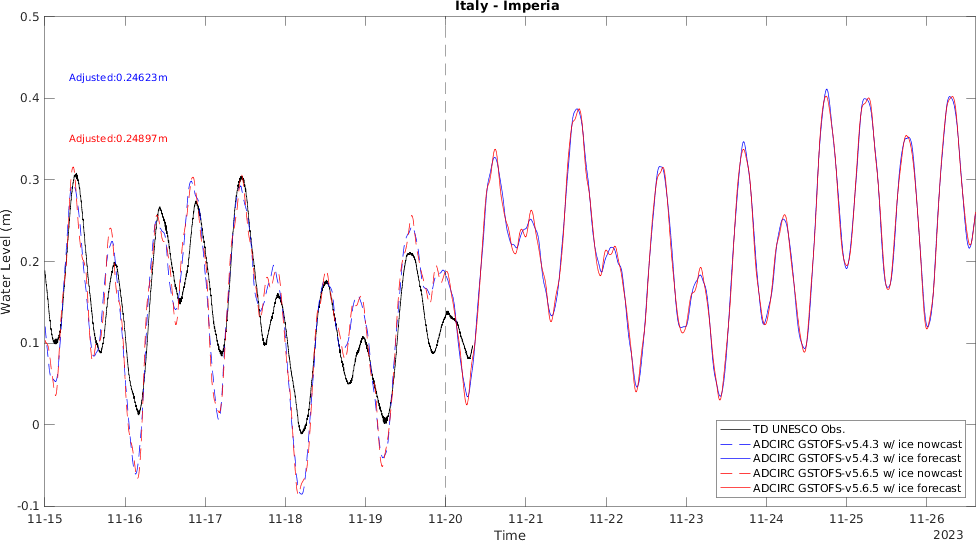 Italy - Imperia
Water Level (m)
0.5
0.4
0.3
0.2
0.1
0
-0.1
Adjusted:0.24623m
Adjusted:0.24897m
TD UNESCO Obs.
ADCIRC GSTOFS-v5.4.3 w/ ice nowcast
ADCIRC GSTOFS-v5.4.3 w/ ice forecast
ADCIRC GSTOFS-v5.6.5 w/ ice nowcast
ADCIRC GSTOFS-v5.6.5 w/ ice forecast
11-15 11-16 11-17 11-18 11-19 11-20 11-21 11-22 11-23 11-24 11-25 11-26
Time
2023